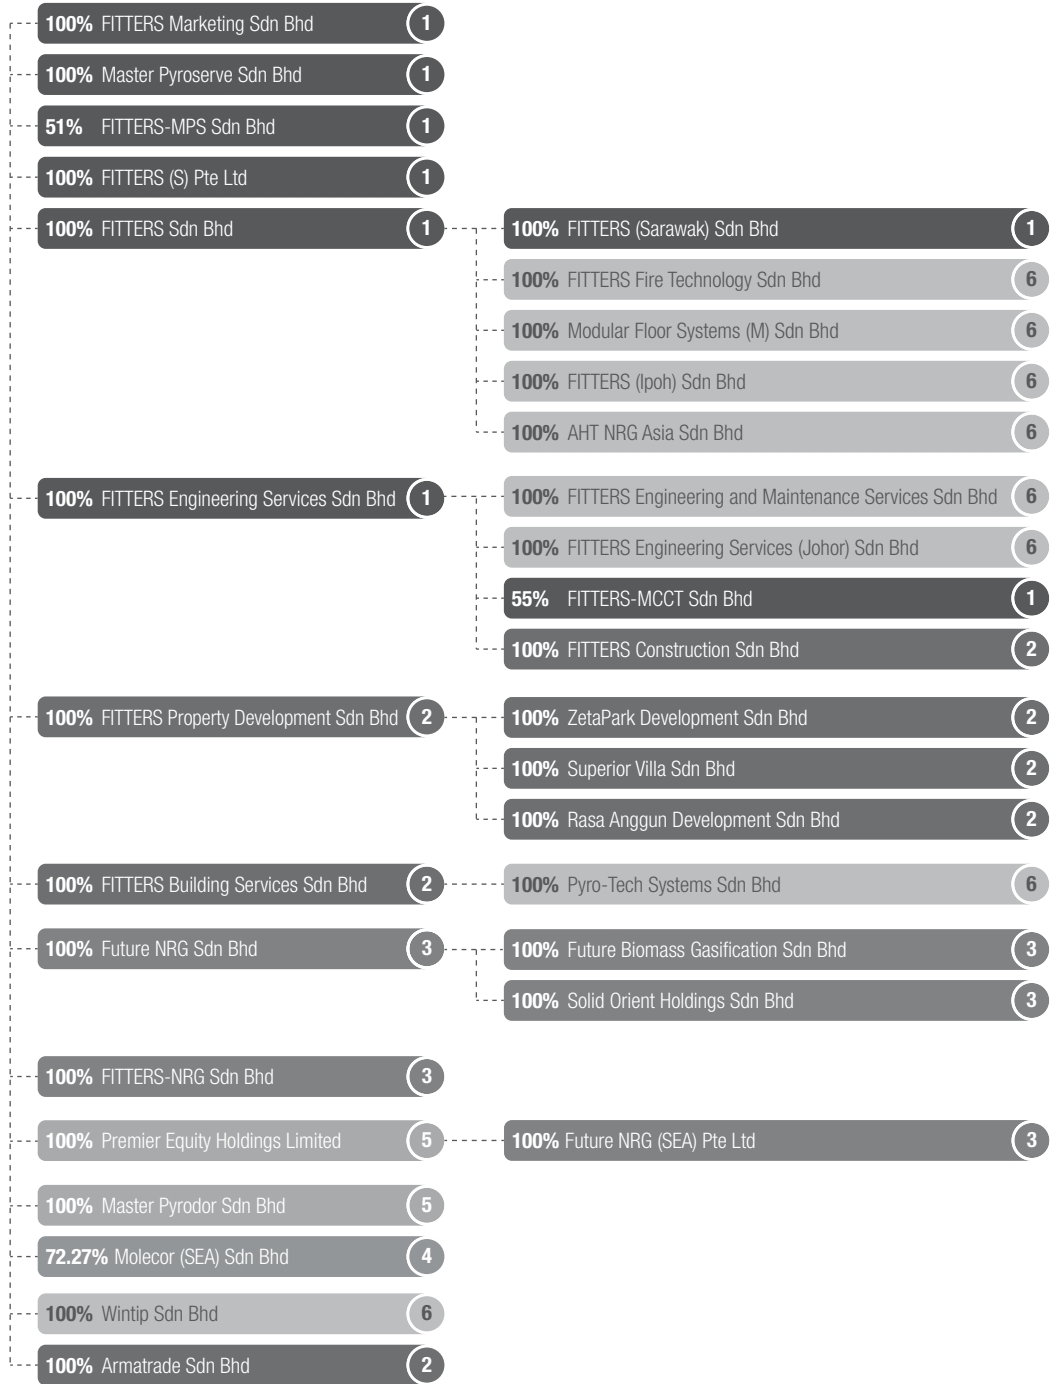 100% FITTERS Marketing Sdn Bhd 1
100% Master Pyroserve Sdn Bhd 1
51% FITTERS-MPS Sdn Bhd 1
100% FITTERS (S) Pte Ltd 1
100% FITTERS Sdn Bhd 1
100% FITTERS (Sarawak) Sdn Bhd 1
100% FITTERS Fire Technology Sdn Bhd 6
100% Modular Floor Systems (M) Sdn Bhd 6
100% FITTERS (Ipoh) Sdn Bhd 6
100% AHT NRG Asia Sdn Bhd 6
100% FITTERS Engineering Services Sdn Bhd 1
100% FITTERS Engineering and Maintenance Services Sdn Bhd 6
100% FITTERS Engineering Services (Johor) Sdn Bhd 6
55% FITTERS-MCCT Sdn Bhd 1
100% FITTERS Construction Sdn Bhd 2
100% FITTERS Property Development Sdn Bhd 2
100% ZetaPark Development Sdn Bhd 2
100% Superior Villa Sdn Bhd 2
100% Rasa Anggun Development Sdn Bhd 2
100% FITTERS Building Services Sdn Bhd 2
100% Pyro-Tech Systems Sdn Bhd 6
100% Future NRG Sdn Bhd 3
100% Future Biomass Gasification Sdn Bhd 3
100% Solid Orient Holdings Sdn Bhd 3
100% FITTERS-NRG Sdn Bhd 3
100% Premier Equity Holdings Limited 5
100% Future NRG (SEA) Pte Ltd 3
100% Master Pyrodor Sdn Bhd 5
72.27% Molecor (SEA) Sdn Bhd 4
100% Wintip Sdn Bhd 6
100% Armatrade Sdn Bhd 2